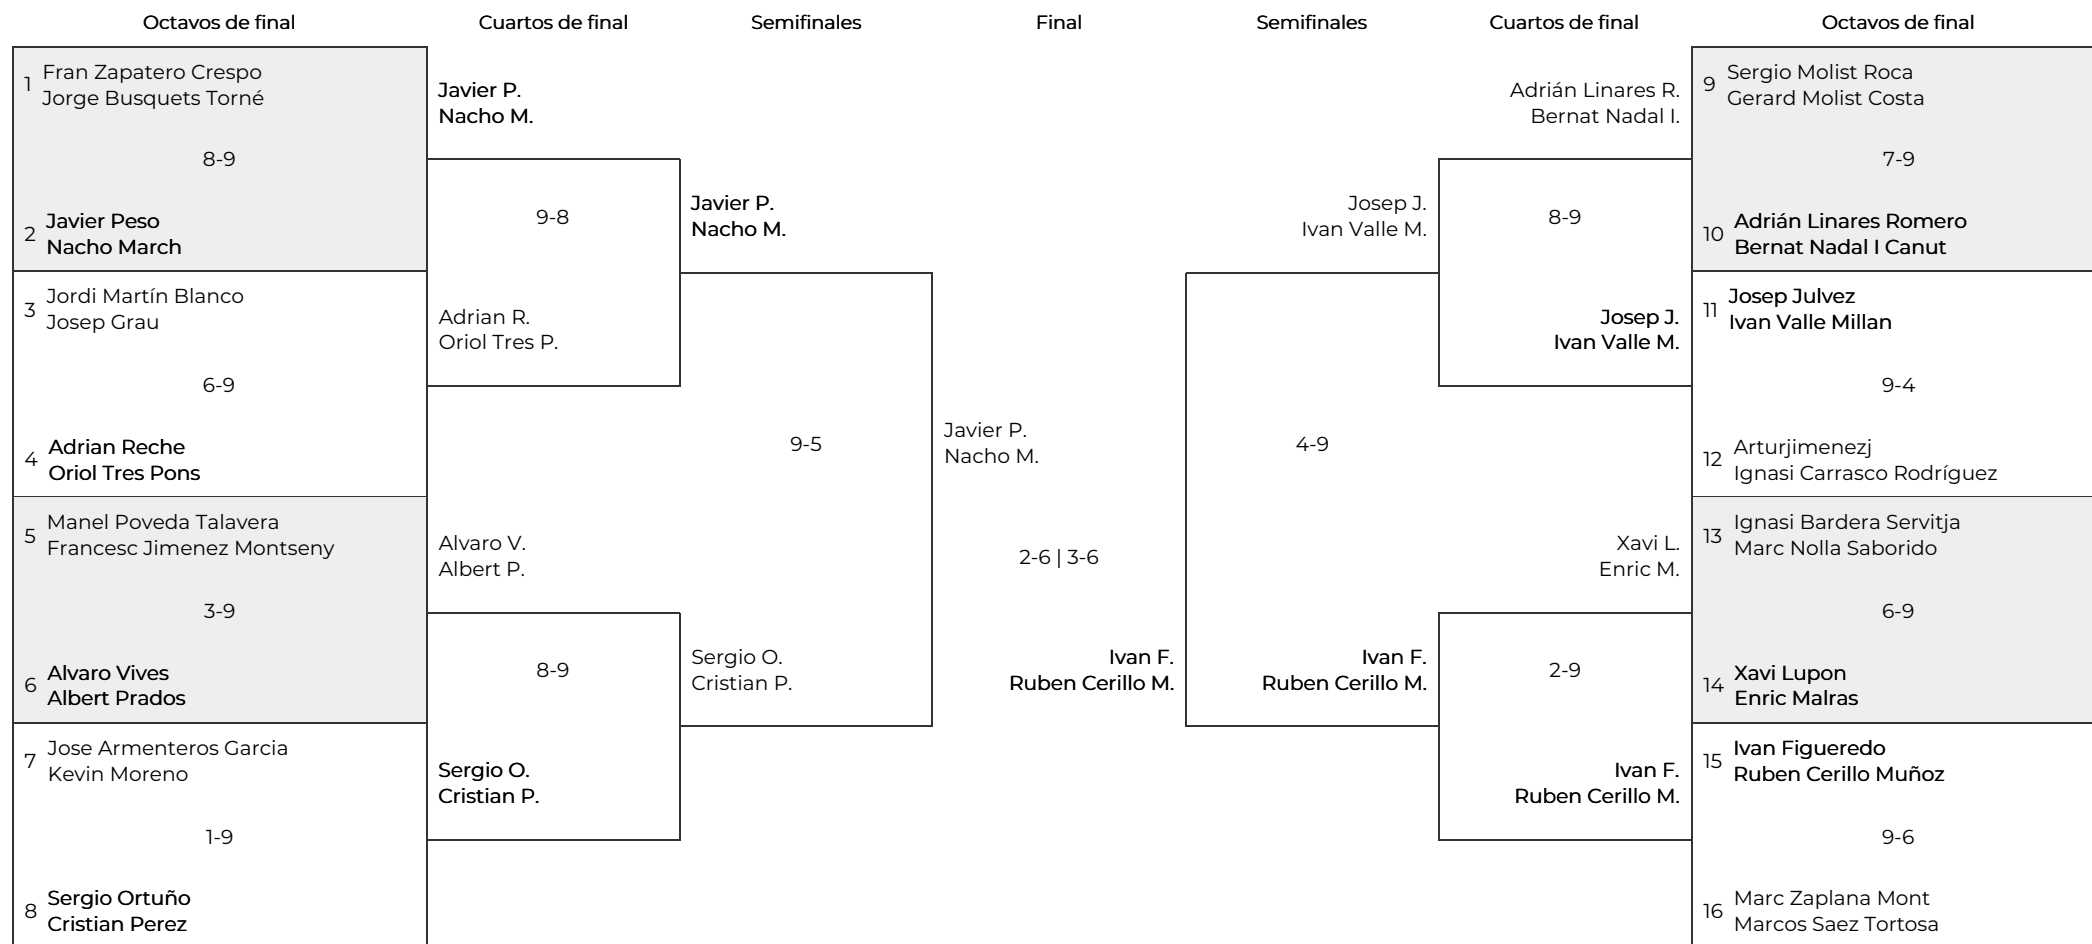 Octavos de final
Cuartos de final
Semifinales
Final
Semifinales
Cuartos de final
Octavos de final
1
Fran Zapatero Crespo
Jorge Busquets Torné
8-9
2
Javier Peso
Nacho March
3
Jordi Martín Blanco
Josep Grau
6-9
4
Adrian Reche
Oriol Tres Pons
5
Manel Poveda Talavera
Francesc Jimenez Montseny
3-9
6
Alvaro Vives
Albert Prados
7
Jose Armenteros Garcia
Kevin Moreno
1-9
8
Sergio Ortuño
Cristian Perez
Javier P.
Nacho M.
9-8
Adrian R.
Oriol Tres P.
Alvaro V.
Albert P.
8-9
Sergio O.
Cristian P.
Javier P.
Nacho M.
9-5
Sergio O.
Cristian P.
Javier P.
Nacho M.
2-6 | 3-6
Ivan F.
Ruben Cerillo M.
Josep J.
Ivan Valle M.
4-9
Ivan F.
Ruben Cerillo M.
Adrián Linares R.
Bernat Nadal I.
8-9
Josep J.
Ivan Valle M.
Xavi L.
Enric M.
2-9
Ivan F.
Ruben Cerillo M.
9
Sergio Molist Roca
Gerard Molist Costa
7-9
10
Adrián Linares Romero
Bernat Nadal I Canut
11
Josep Julvez
Ivan Valle Millan
9-4
12
Arturjimenezj
Ignasi Carrasco Rodríguez
13
Ignasi Bardera Servitja
Marc Nolla Saborido
6-9
14
Xavi Lupon
Enric Malras
15
Ivan Figueredo
Ruben Cerillo Muñoz
9-6
16
Marc Zaplana Mont
Marcos Saez Tortosa